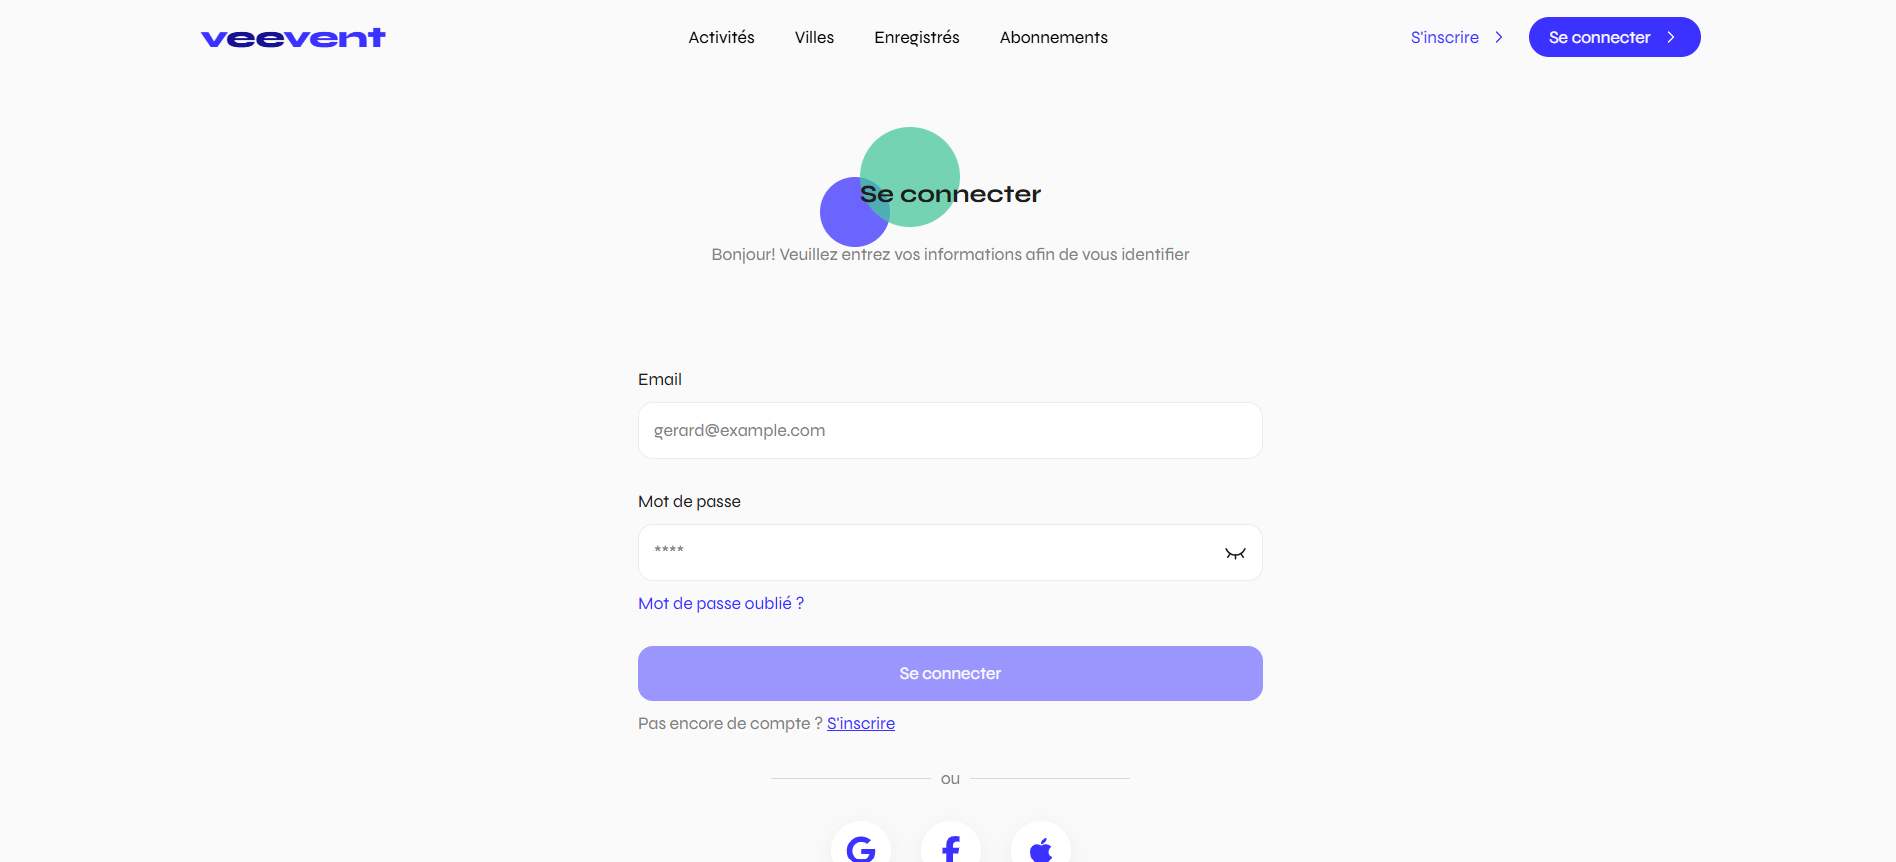 veevent
Activités
Villes
Enregistrés
Abonnements
S'inscrire
Se connecter
Se connecter
Bonjour! Veuillez entrez vos informations afin de vous identifier
Email
gerard@example.com
Mot de passe
****
Mot de passe oublié ?
Se connecter
Pas encore de compte ? S'inscrire
ou